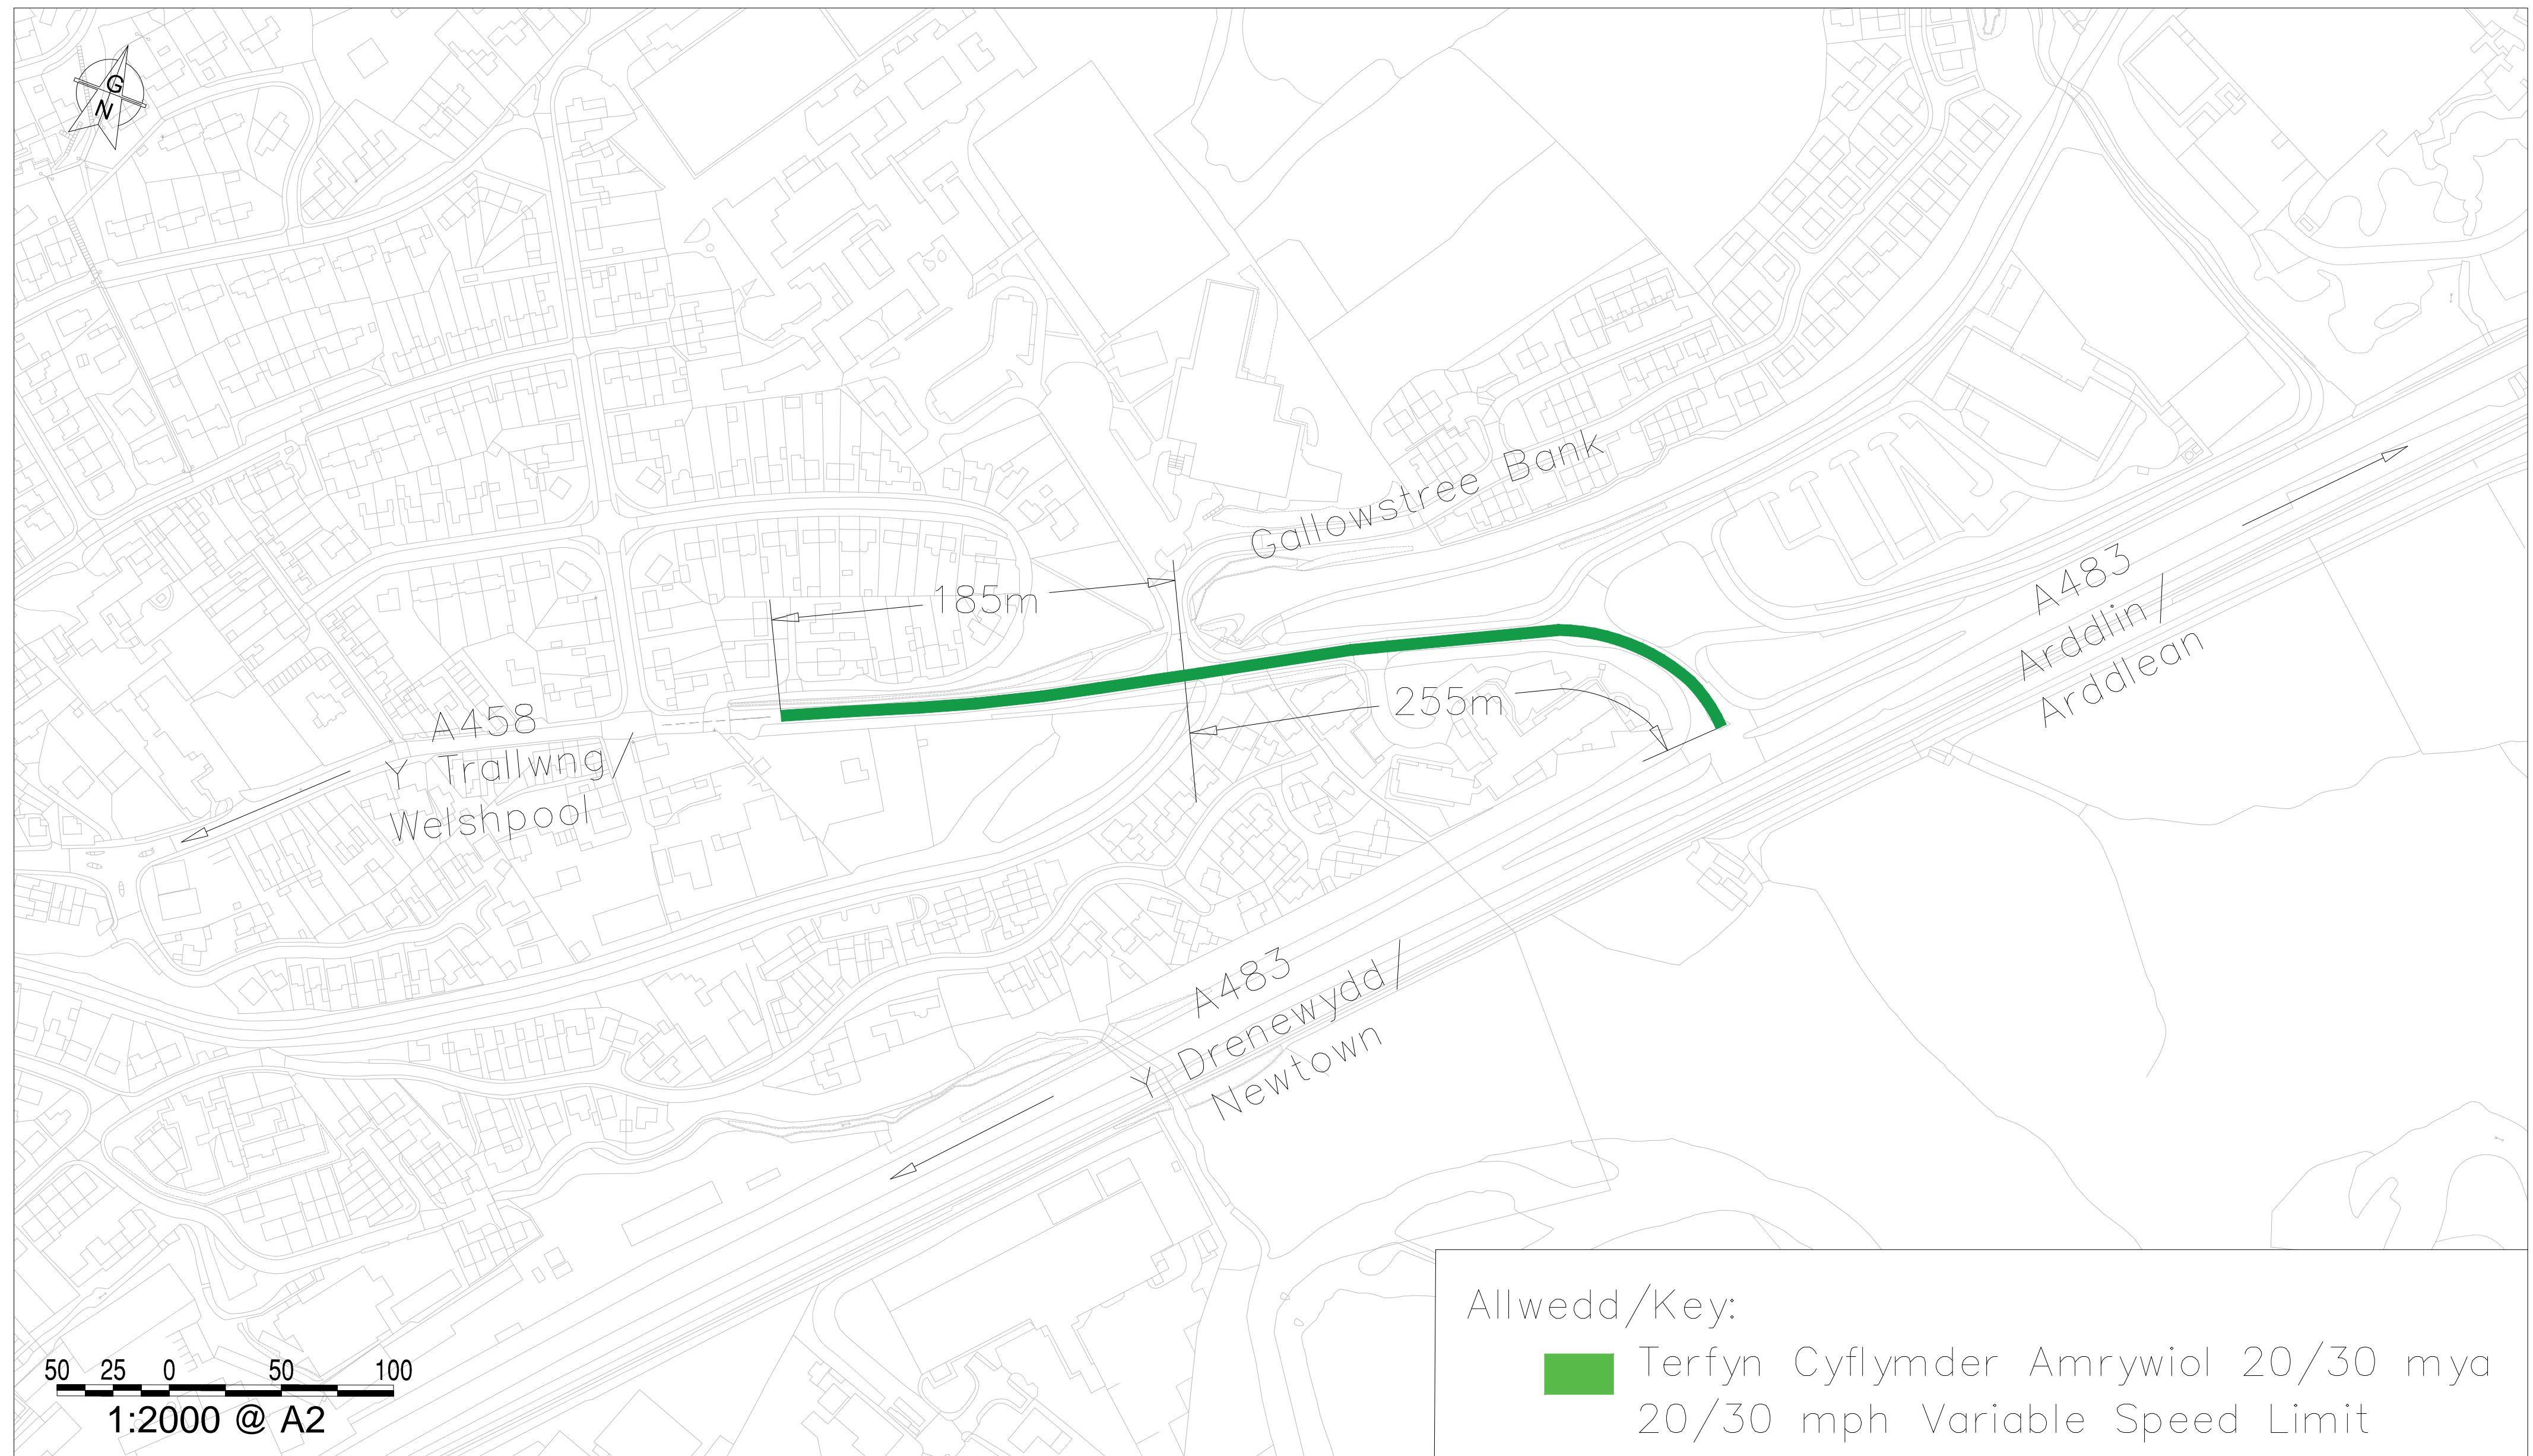 G
N
Gallowstree Bank
185m
255m
A458
Y Trallwng/
Welshpool
A483
Arddlin/
Arddlean
A483
Y Drenewydd/
Newtown
50 25 0 50 100
1:2000 @ A2
Allwedd/Key:
Terfyn Cyflymder Amrywiol 20/30 mya
20/30 mph Variable Speed Limit